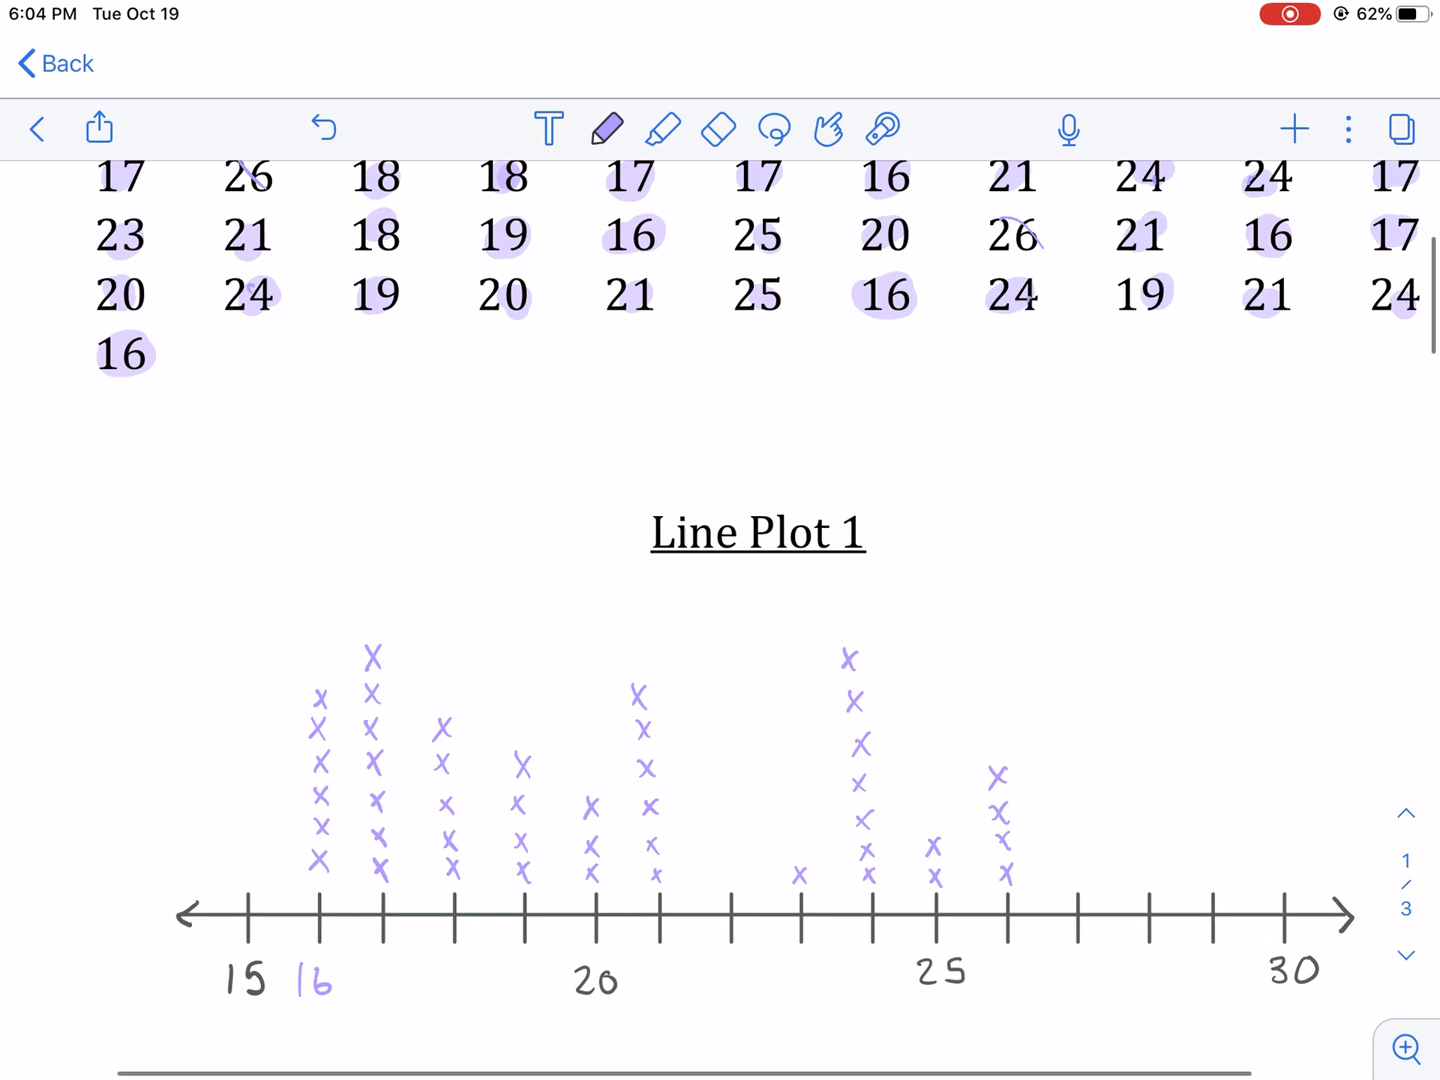 6:04 PM Tue Oct 19 62%
Back
T
17 26 18 18 17 17 16 21 24 24 17
23 21 18 19 16 25 20 26 21 16 17
20 24 19 20 21 25 16 24 19 21 24
16
Line Plot 1
X X
X X X X
X X X X
X X X X
X X X X X X X
X X X X X X X X
X X X X X X X X X
X X X X X X X X X X
15 16 20 25 30
1
/
3